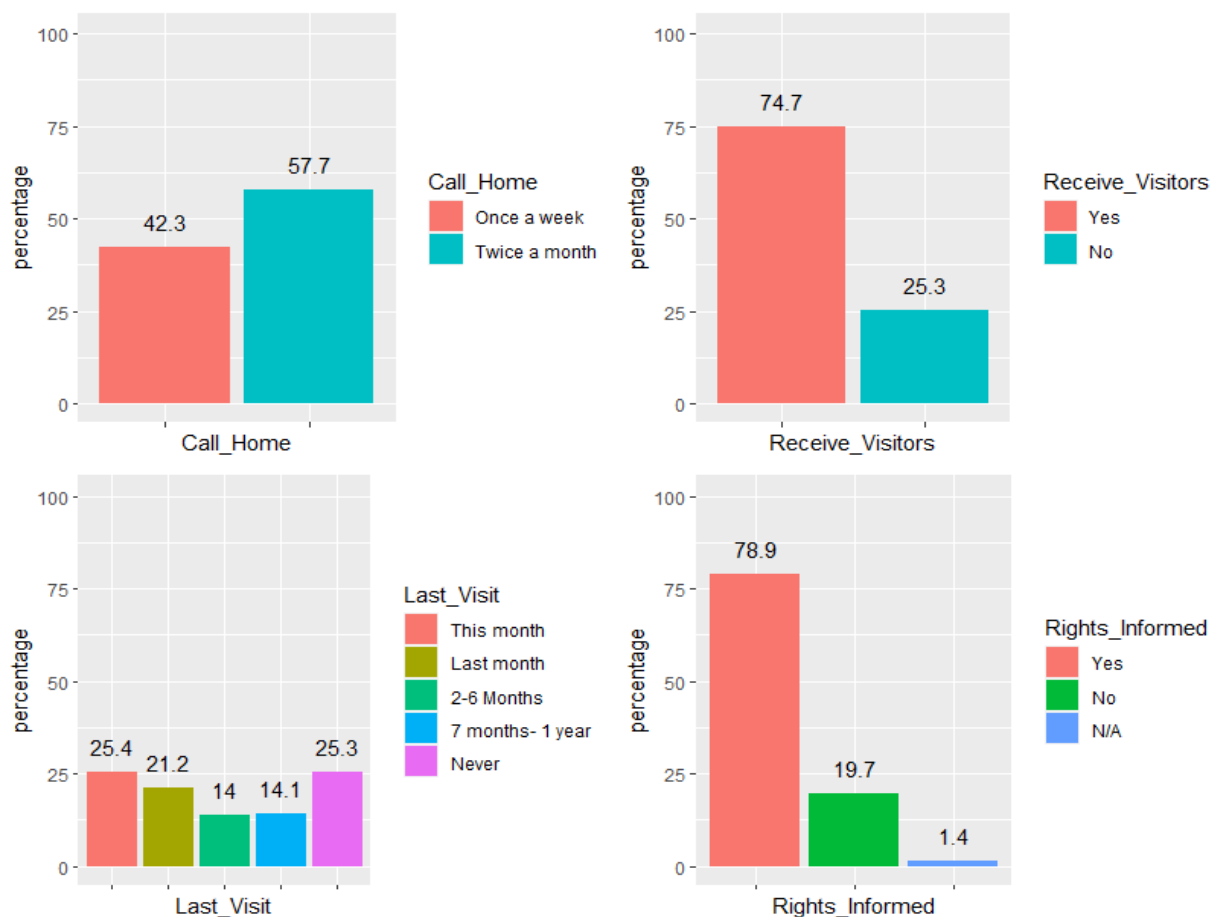 100
75
50
25
0
percentage
42.3
57.7
Call_Home
Call_Home
Once a week
Twice a month
100
75
50
25
0
percentage
74.7
25.3
Receive_Visitors
Receive_Visitors
Yes
No
100
75
50
25
0
percentage
25.4
21.2
14
14.1
25.3
Last_Visit
Last_Visit
This month
Last month
2-6 Months
7 months- 1 year
Never
100
75
50
25
0
percentage
78.9
19.7
1.4
Rights_Informed
Rights_Informed
Yes
No
N/A